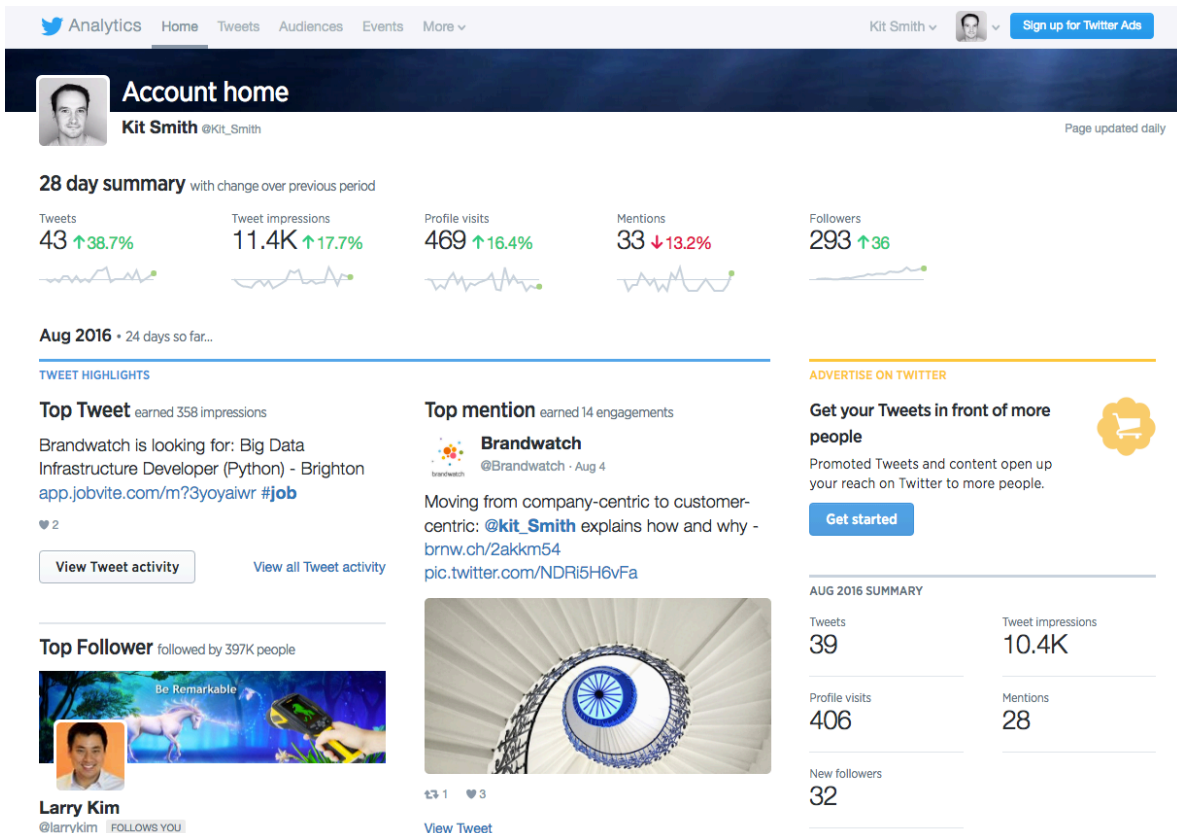 Analytics Home Tweets Audiences Events More
Kit Smith
Sign up for Twitter Ads
Account home
Kit Smith @Kit_Smith
Page updated daily
28 day summary with change over previous period
Tweets
43 ↑38.7%
Tweet impressions
11.4K ↑17.7%
Profile visits
469 ↑16.4%
Mentions
33 ↓13.2%
Followers
293 ↑36
Aug 2016 • 24 days so far...
TWEET HIGHLIGHTS
Top Tweet earned 358 impressions
Brandwatch is looking for: Big Data
Infrastructure Developer (Python) - Brighton
app.jobvite.com/m?3yoyaiwr #job
2
View Tweet activity
View all Tweet activity
Top Follower followed by 397K people
Be Remarkable
Larry Kim
@larrykim FOLLOWS YOU
Top mention earned 14 engagements
brandwatch
Brandwatch
@Brandwatch · Aug 4
Moving from company-centric to customer-
centric: @kit_Smith explains how and why -
brnw.ch/2akkm54
pic.twitter.com/NDRi5H6vFa
1 3
View Tweet
ADVERTISE ON TWITTER
Get your Tweets in front of more
people
Promoted Tweets and content open up
your reach on Twitter to more people.
Get started
AUG 2016 SUMMARY
Tweets
39
Tweet impressions
10.4K
Profile visits
406
Mentions
28
New followers
32